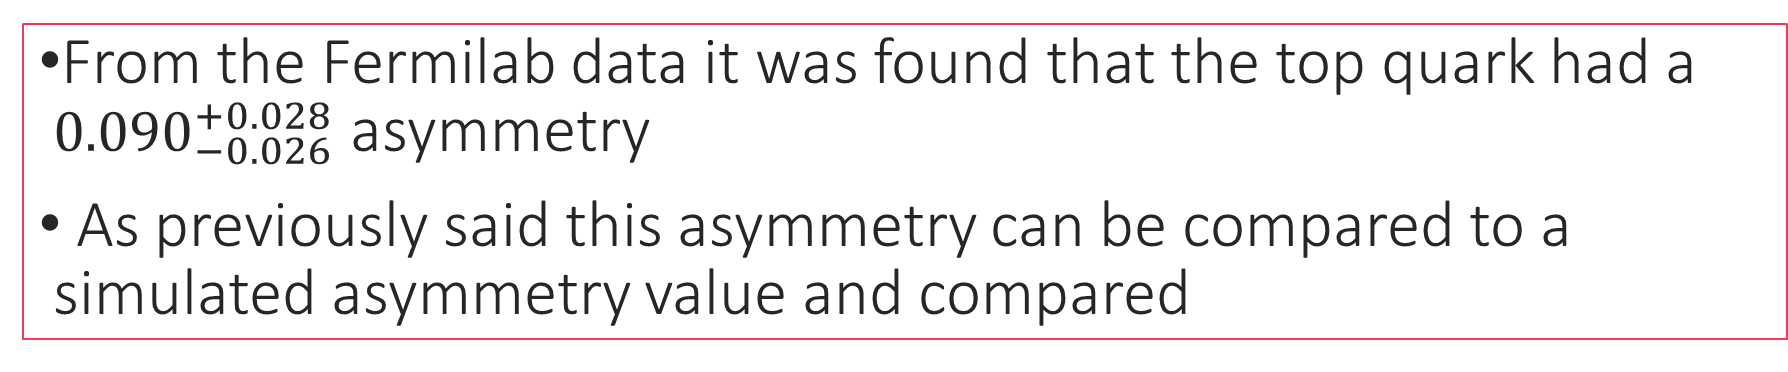 •From the Fermilab data it was found that the top quark had a
0.090+0.028−0.026 asymmetry
• As previously said this asymmetry can be compared to a
simulated asymmetry value and compared